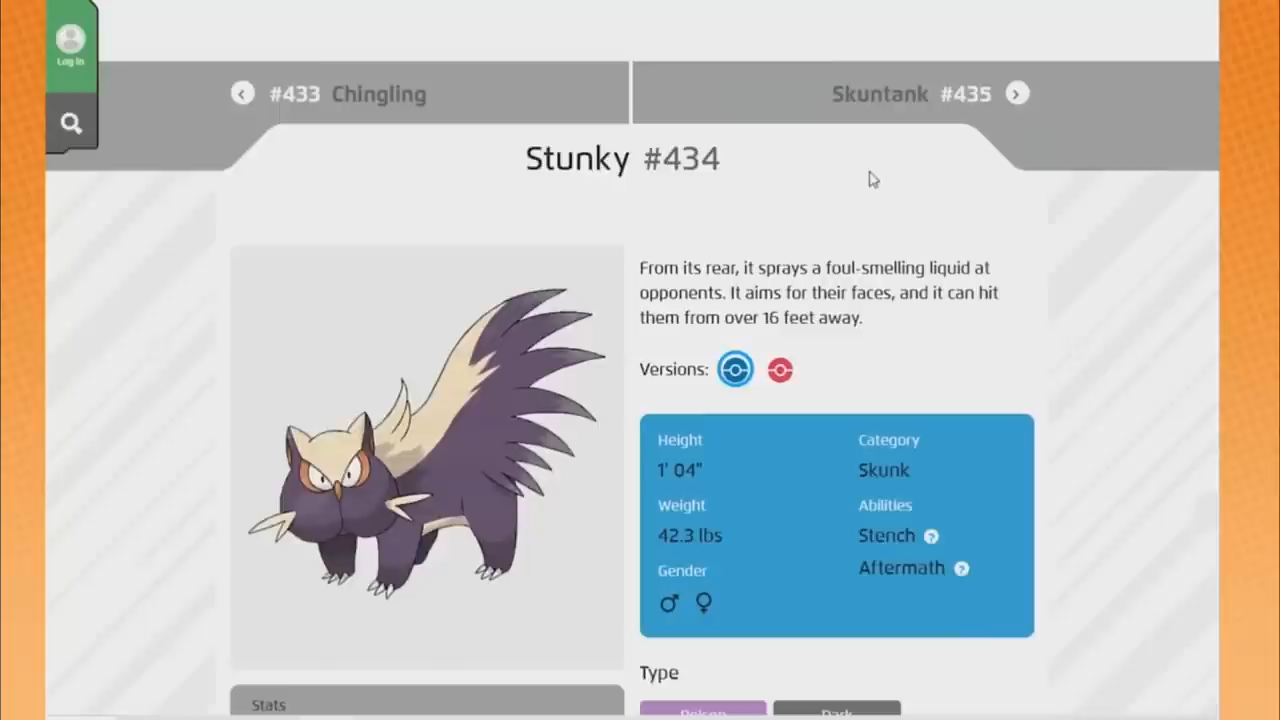 Log In
#433 Chingling
Skuntank #435
Stunky #434
From its rear, it sprays a foul-smelling liquid at
opponents. It aims for their faces, and it can hit
them from over 16 feet away.
Versions:
Height
1' 04"
Weight
42.3 lbs
Gender
Category
Skunk
Abilities
Stench ?
Aftermath ?
Type
Poison
Dark
Stats